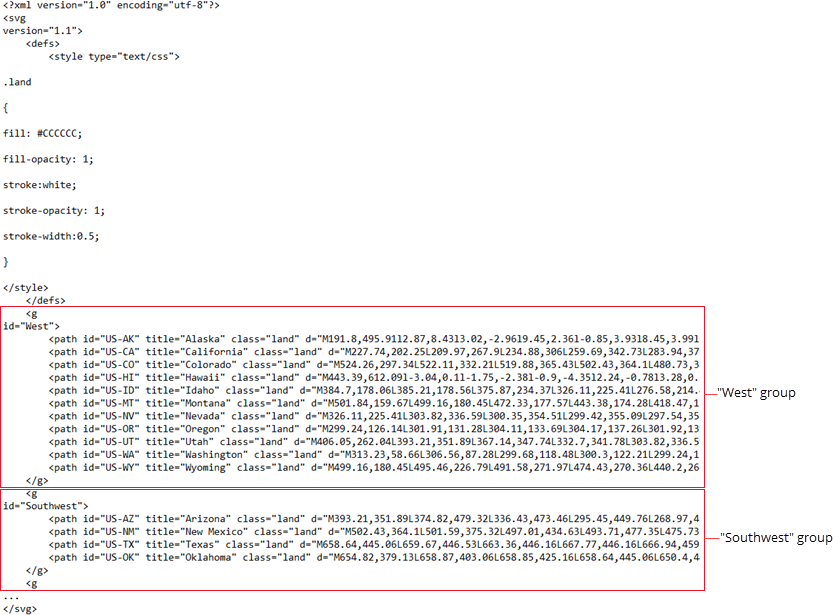 <?xml version="1.0" encoding="utf-8"?>
<svg
version="1.1">
<defs>
<style type="text/css">
.land
{
fill: #CCCCCC;
fill-opacity: 1;
stroke:white;
stroke-opacity: 1;
stroke-width:0.5;
}
</style>
</defs>
<g
id="West">
<path id="US-AK" title="Alaska" class="land" d="M191.8,495.91l2.87,8.43l3.02,-2.96l9.45,2.36l-0.85,3.93l8.45,3.99l
<path id="US-CA" title="California" class="land" d="M227.74,202.25L209.97,267.9L234.88,306L259.69,342.73L283.94,37
<path id="US-CO" title="Colorado" class="land" d="M524.26,297.34L522.11,332.21L519.88,365.43L502.43,364.1L480.73,3
<path id="US-HI" title="Hawaii" class="land" d="M443.39,612.09l-3.04,0.11-1.75,-2.38l-0.9,-4.35l2.24,-0.78l3.28,0.
<path id="US-ID" title="Idaho" class="land" d="M384.7,178.06L385.21,178.56L375.87,234.37L326.11,225.41L276.58,214.
<path id="US-MT" title="Montana" class="land" d="M501.84,159.67L499.16,180.45L472.33,177.57L443.38,174.28L418.47,1
<path id="US-NV" title="Nevada" class="land" d="M326.11,225.41L303.82,336.59L300.35,354.51L299.42,355.09L297.54,35
<path id="US-OR" title="Oregon" class="land" d="M299.24,126.14L301.91,131.28L304.11,133.69L304.17,137.26L301.92,13
<path id="US-UT" title="Utah" class="land" d="M406.05,262.04L393.21,351.89L367.14,347.74L332.7,341.78L303.82,336.5
<path id="US-WA" title="Washington" class="land" d="M313.23,58.66L306.56,87.28L299.68,118.48L300.3,122.21L299.24,1
<path id="US-WY" title="Wyoming" class="land" d="M499.16,180.45L495.46,226.79L491.58,271.97L474.43,270.36L440.2,26
</g>
"West" group
<g
id="Southwest">
<path id="US-AZ" title="Arizona" class="land" d="M393.21,351.89L374.82,479.32L336.43,473.46L295.45,449.76L268.97,4
<path id="US-NM" title="New Mexico" class="land" d="M502.43,364.1L501.59,375.32L497.01,434.63L493.71,477.35L475.73
<path id="US-TX" title="Texas" class="land" d="M658.64,445.06L659.67,446.53L663.36,446.16L667.77,446.16L666.94,459
<path id="US-OK" title="Oklahoma" class="land" d="M654.82,379.13L658.87,403.06L658.85,425.16L658.64,445.06L650.4,4
</g>
"Southwest" group
<g
...
</svg>